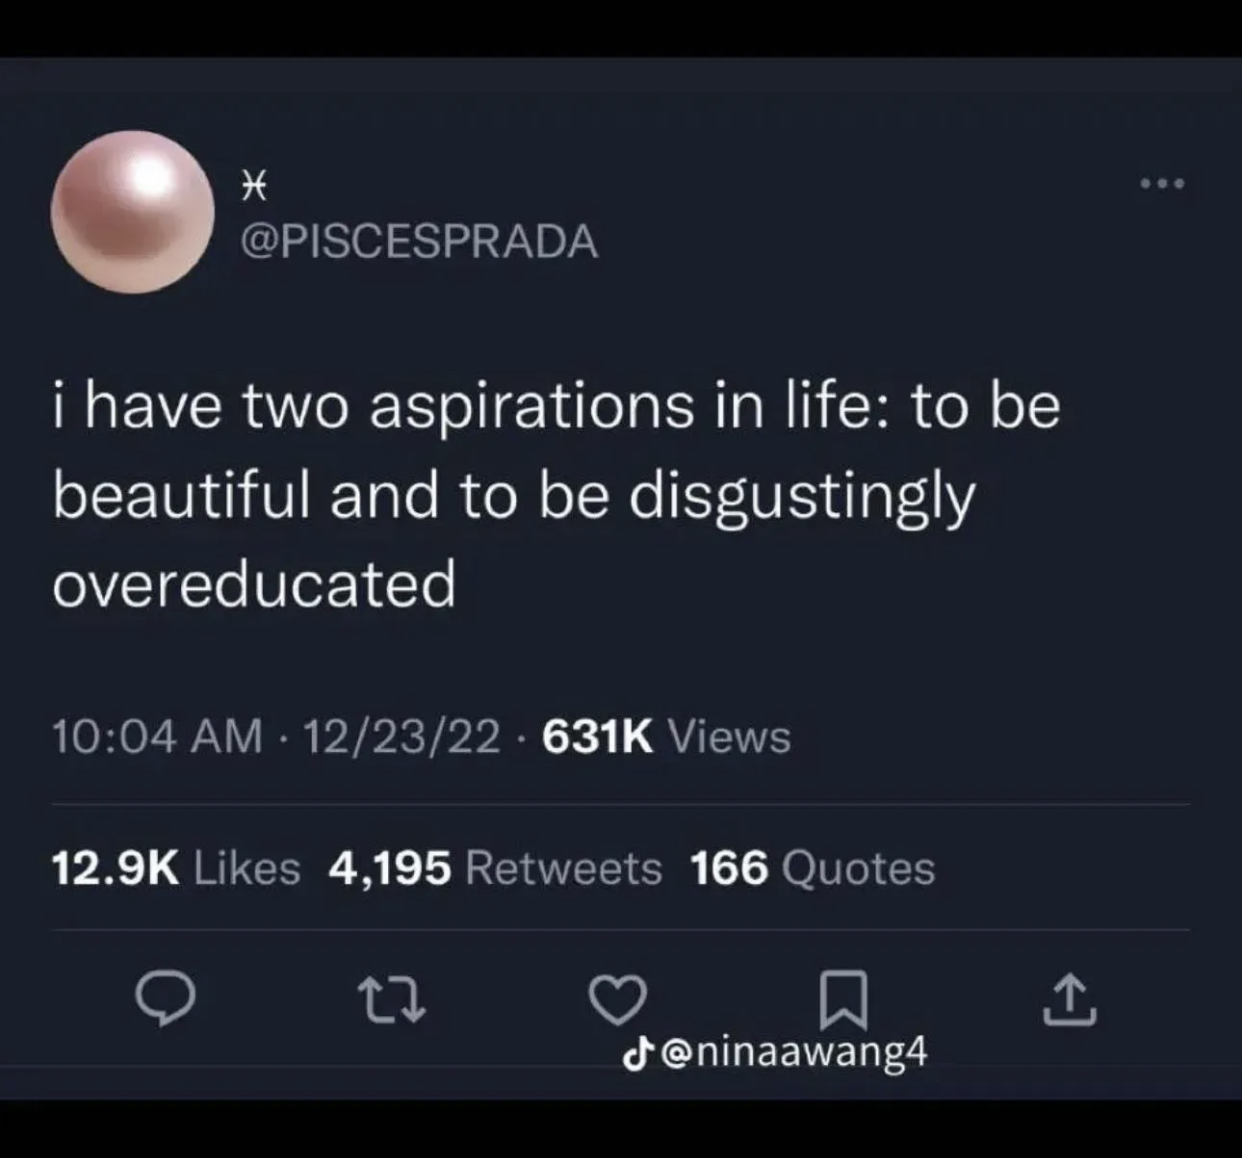 ♓︎
@PISCESPRADA
i have two aspirations in life: to be
beautiful and to be disgustingly
overeducated
10:04 AM · 12/23/22 · 631K Views
12.9K Likes 4,195 Retweets 166 Quotes
@ninaawang4